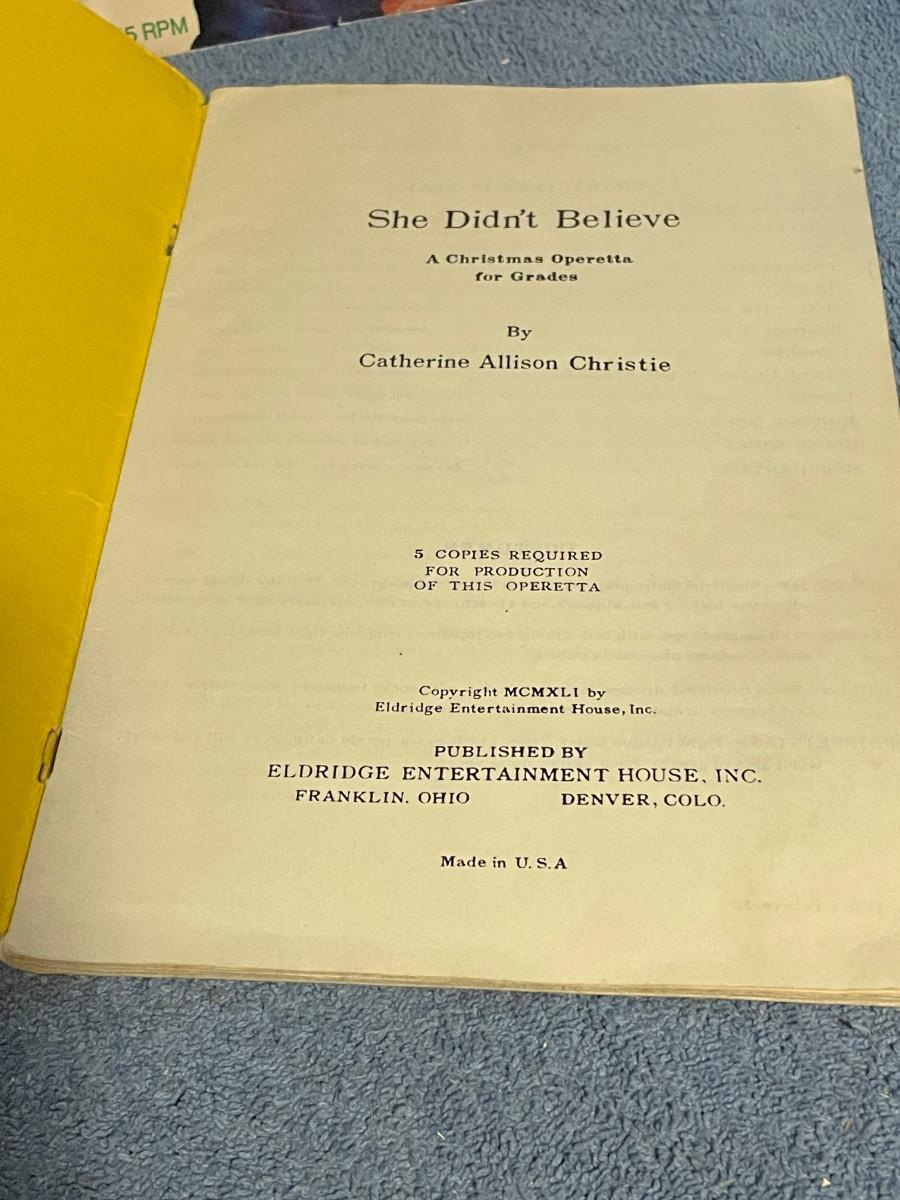 5 RPM
She Didn't Believe
A Christmas Operetta
for Grades
By
Catherine Allison Christie
5 COPIES REQUIRED
FOR PRODUCTION
OF THIS OPERETTA
Copyright MCMXLI by
Eldridge Entertainment House, Inc.
PUBLISHED BY
ELDRIDGE ENTERTAINMENT HOUSE, INC.
FRANKLIN, OHIO DENVER, COLO.
Made in U. S. A